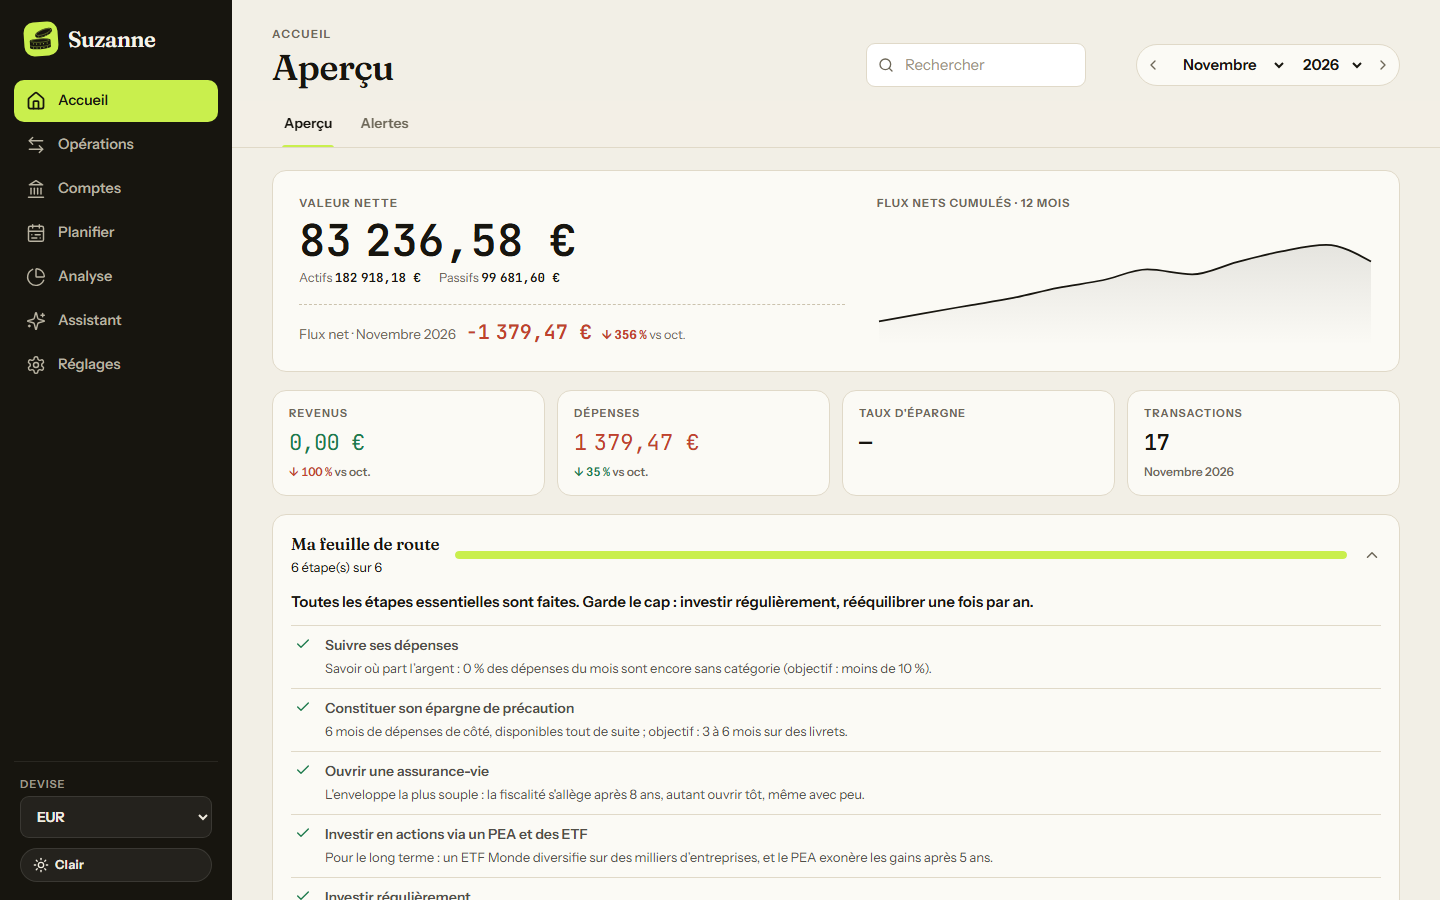 Suzanne
Accueil
Opérations
Comptes
Planifier
Analyse
Assistant
Réglages
DEVISE
EUR
Clair
ACCUEIL
Aperçu
Rechercher
Novembre
2026
Aperçu
Alertes
VALEUR NETTE
83 236,58 €
Actifs 182 918,18 € Passifs 99 681,60 €
Flux net · Novembre 2026 -1 379,47 € ↓ 356 % vs oct.
FLUX NETS CUMULÉS · 12 MOIS
REVENUS
0,00 €
↓ 100 % vs oct.
DÉPENSES
1 379,47 €
↓ 35 % vs oct.
TAUX D'ÉPARGNE
—
TRANSACTIONS
17
Novembre 2026
Ma feuille de route
6 étape(s) sur 6
Toutes les étapes essentielles sont faites. Garde le cap : investir régulièrement, rééquilibrer une fois par an.
Suivre ses dépenses
Savoir où part l'argent : 0 % des dépenses du mois sont encore sans catégorie (objectif : moins de 10 %).
Constituer son épargne de précaution
6 mois de dépenses de côté, disponibles tout de suite ; objectif : 3 à 6 mois sur des livrets.
Ouvrir une assurance-vie
L'enveloppe la plus souple : la fiscalité s'allège après 8 ans, autant ouvrir tôt, même avec peu.
Investir en actions via un PEA et des ETF
Pour le long terme : un ETF Monde diversifie sur des milliers d'entreprises, et le PEA exonère les gains après 5 ans.
Investir régulièrement